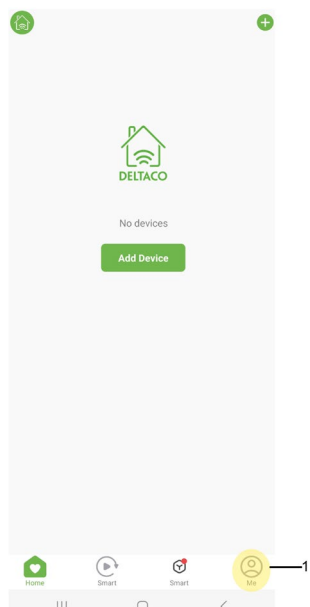 DELTACO
No devices
Add Device
1
Home Smart Smart Me